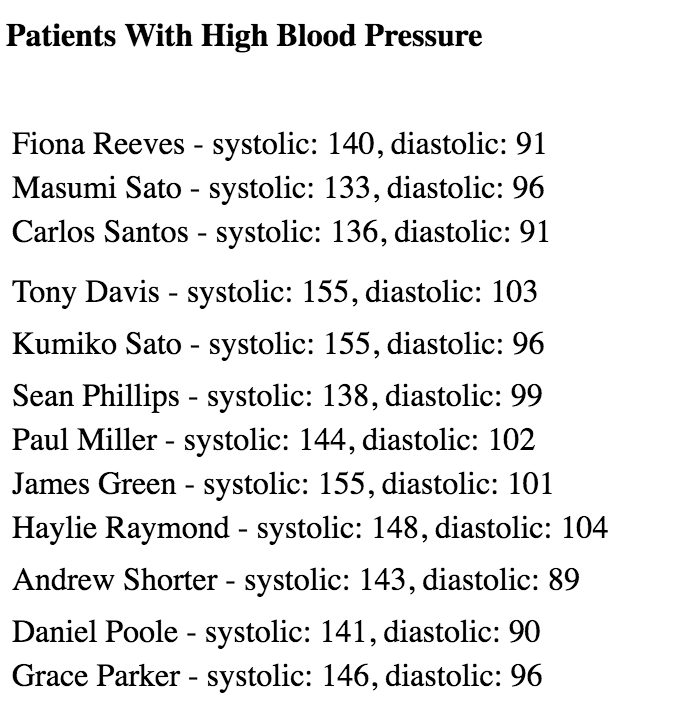 Patients With High Blood Pressure
Fiona Reeves - systolic: 140, diastolic: 91
Masumi Sato - systolic: 133, diastolic: 96
Carlos Santos - systolic: 136, diastolic: 91
Tony Davis - systolic: 155, diastolic: 103
Kumiko Sato - systolic: 155, diastolic: 96
Sean Phillips - systolic: 138, diastolic: 99
Paul Miller - systolic: 144, diastolic: 102
James Green - systolic: 155, diastolic: 101
Haylie Raymond - systolic: 148, diastolic: 104
Andrew Shorter - systolic: 143, diastolic: 89
Daniel Poole - systolic: 141, diastolic: 90
Grace Parker - systolic: 146, diastolic: 96